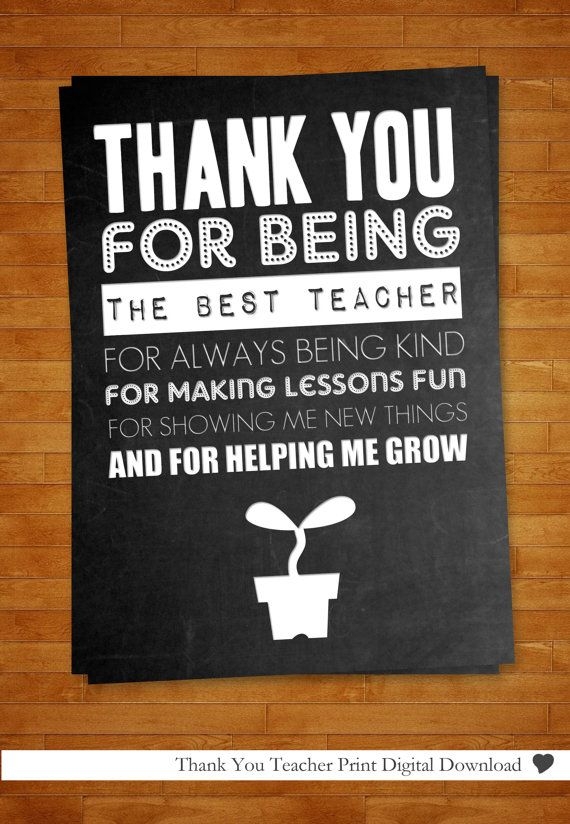 THANK YOU
FOR BEING
THE BEST TEACHER
FOR ALWAYS BEING KIND
FOR MAKING LESSONS FUN
FOR SHOWING ME NEW THINGS
AND FOR HELPING ME GROW
Thank You Teacher Print Digital Download